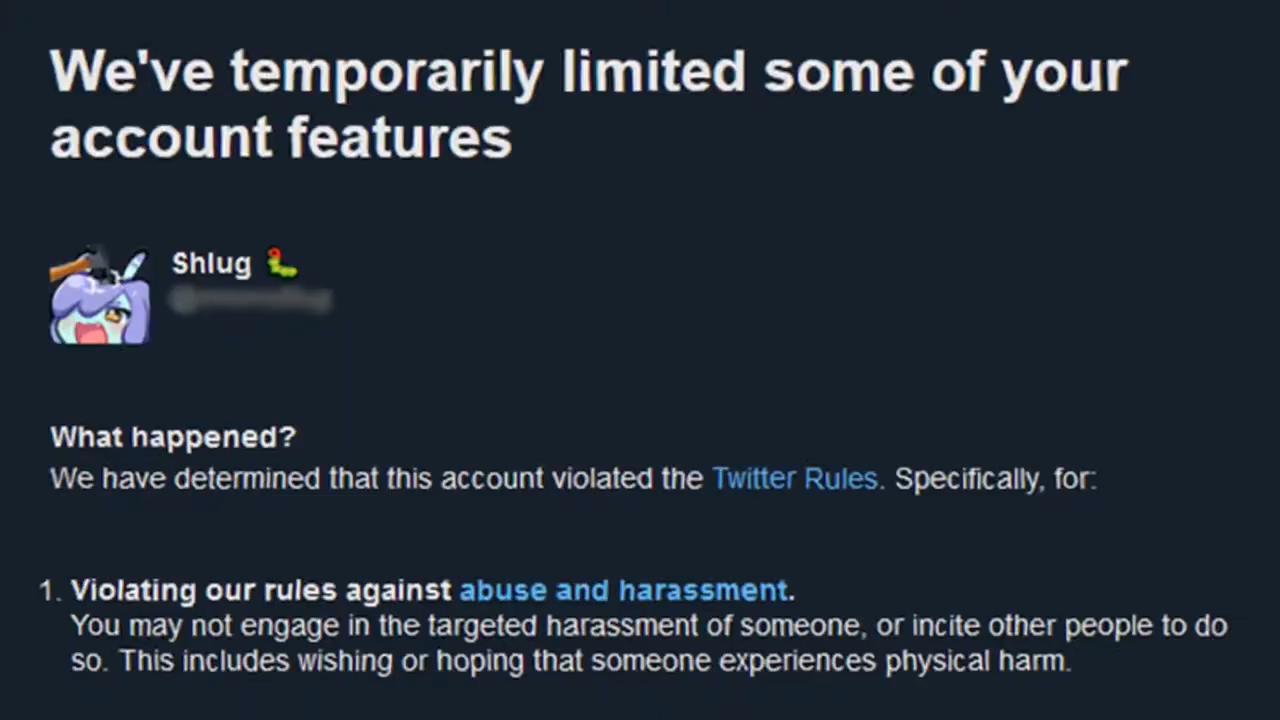 We've temporarily limited some of your
account features
Shlug 🐛
What happened?
We have determined that this account violated the Twitter Rules. Specifically, for:
1. Violating our rules against abuse and harassment.
You may not engage in the targeted harassment of someone, or incite other people to do
so. This includes wishing or hoping that someone experiences physical harm.